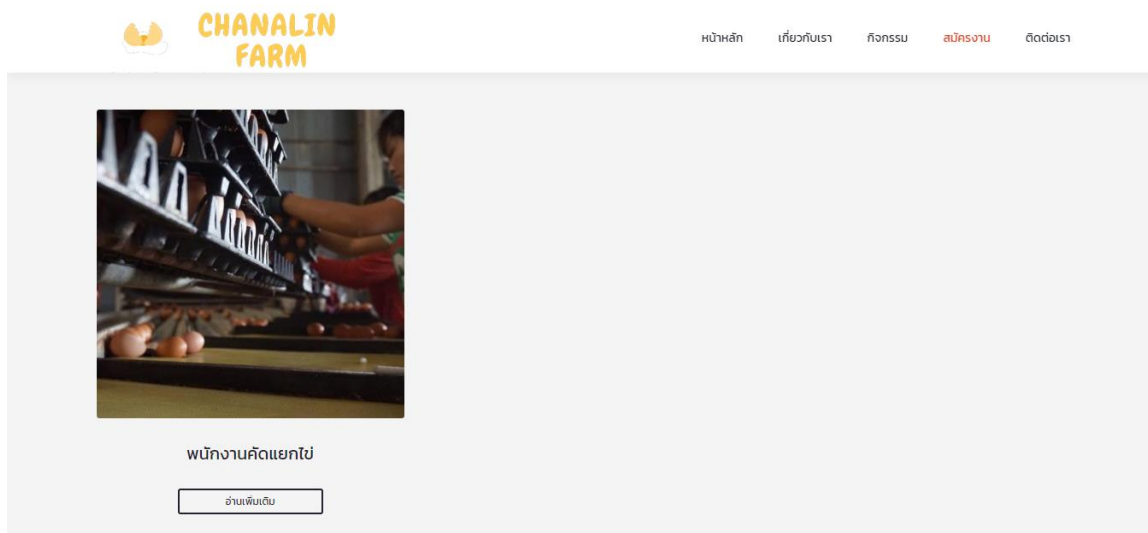 CHANALIN
FARM
หน้าหลัก เกี่ยวกับเรา กิจกรรม สมัครงาน ติดต่อเรา
พนักงานคัดแยกไข่
อ่านเพิ่มเติม